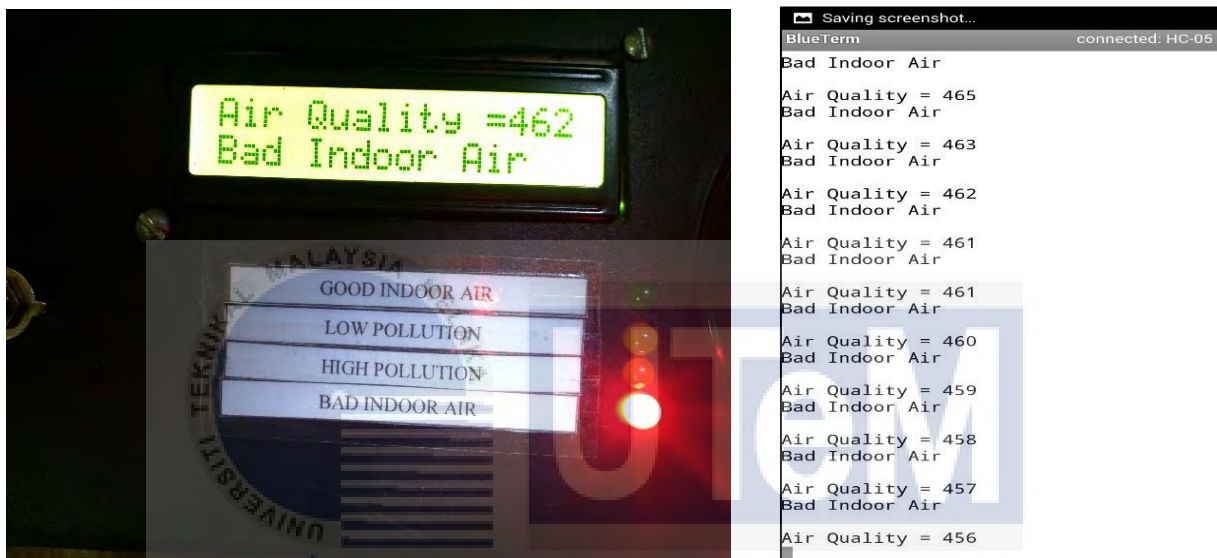 Air Quality =462
Bad Indoor Air
GOOD INDOOR AIR
LOW POLLUTION
HIGH POLLUTION
BAD INDOOR AIR
UNIVERSITI TEKNIK MALAYSIA
UTeM
Saving screenshot...
BlueTerm connected: HC-05
Bad Indoor Air
Air Quality = 465
Bad Indoor Air
Air Quality = 463
Bad Indoor Air
Air Quality = 462
Bad Indoor Air
Air Quality = 461
Bad Indoor Air
Air Quality = 461
Bad Indoor Air
Air Quality = 460
Bad Indoor Air
Air Quality = 459
Bad Indoor Air
Air Quality = 458
Bad Indoor Air
Air Quality = 457
Bad Indoor Air
Air Quality = 456